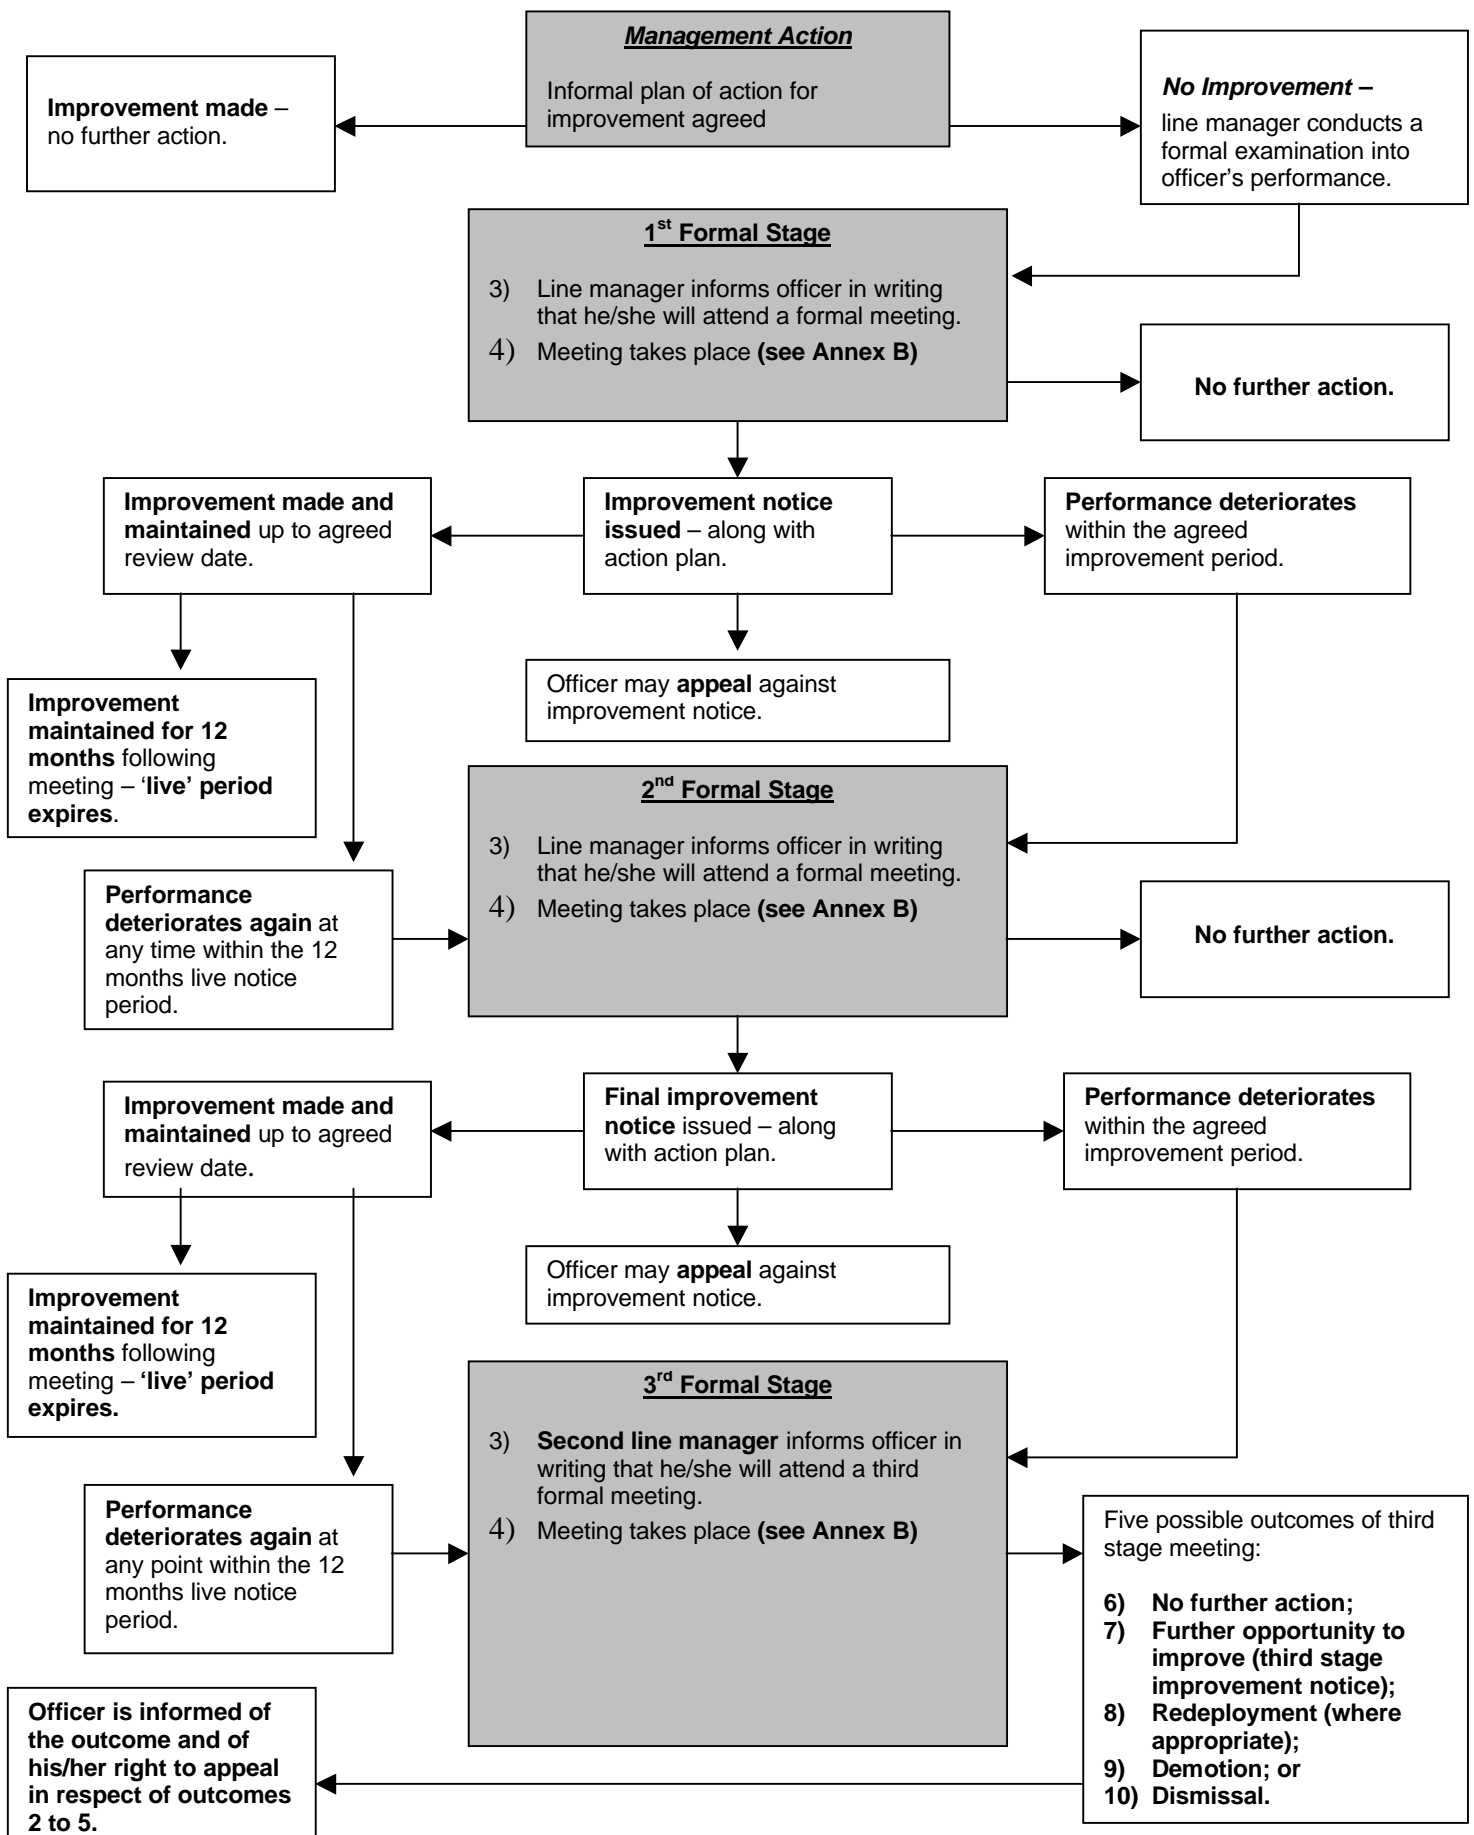 Management Action
Informal plan of action for
improvement agreed
Improvement made –
no further action.
No Improvement –
line manager conducts a
formal examination into
officer's performance.
1st Formal Stage
3) Line manager informs officer in writing
that he/she will attend a formal meeting.
4) Meeting takes place (see Annex B)
No further action.
Improvement made and
maintained up to agreed
review date.
Improvement notice
issued – along with
action plan.
Performance deteriorates
within the agreed
improvement period.
Improvement
maintained for 12
months following
meeting – ‘live’ period
expires.
Officer may appeal against
improvement notice.
2nd Formal Stage
3) Line manager informs officer in writing
that he/she will attend a formal meeting.
4) Meeting takes place (see Annex B)
Performance
deteriorates again at
any time within the 12
months live notice
period.
No further action.
Improvement made and
maintained up to agreed
review date.
Final improvement
notice issued – along
with action plan.
Performance deteriorates
within the agreed
improvement period.
Improvement
maintained for 12
months following
meeting – ‘live’ period
expires.
Officer may appeal against
improvement notice.
3rd Formal Stage
3) Second line manager informs officer in
writing that he/she will attend a third
formal meeting.
4) Meeting takes place (see Annex B)
Performance
deteriorates again at
any point within the 12
months live notice
period.
Five possible outcomes of third
stage meeting:
6) No further action;
7) Further opportunity to
improve (third stage
improvement notice);
8) Redeployment (where
appropriate);
9) Demotion; or
10) Dismissal.
Officer is informed of
the outcome and of
his/her right to appeal
in respect of outcomes
2 to 5.